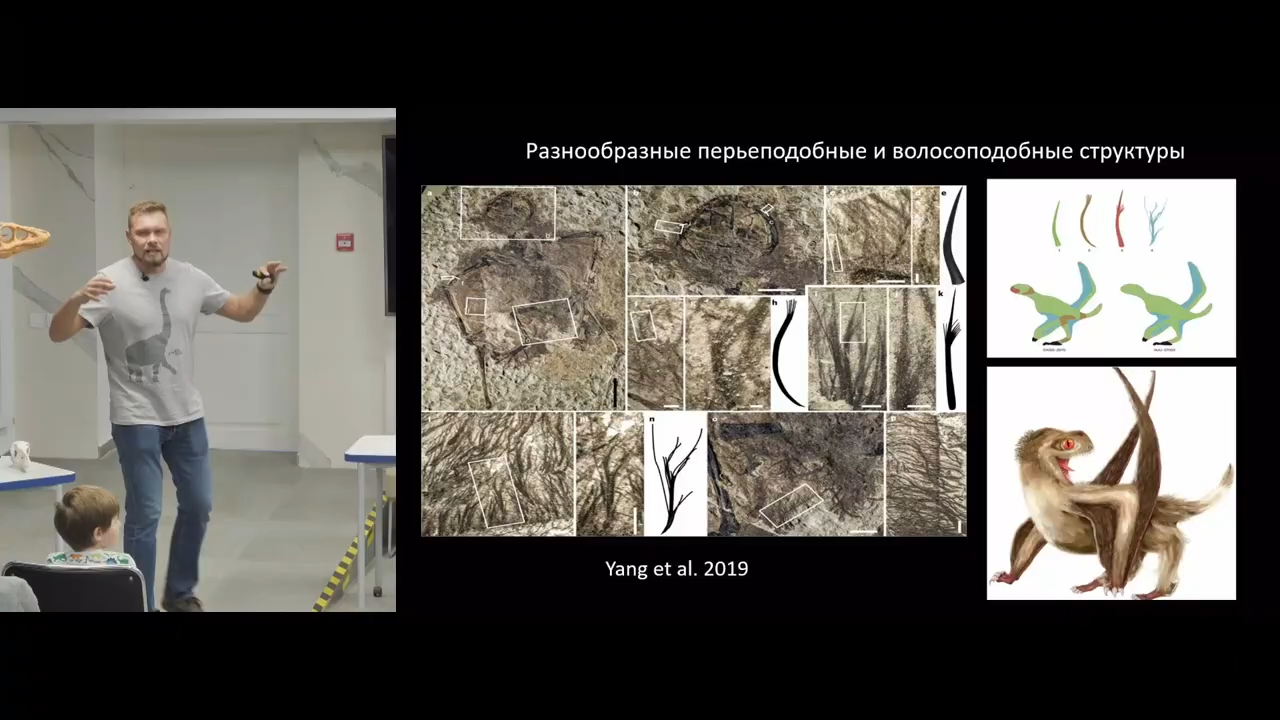 Разнообразные перьеподобные и волосоподобные структуры
e
h
k
n
Yang et al. 2019